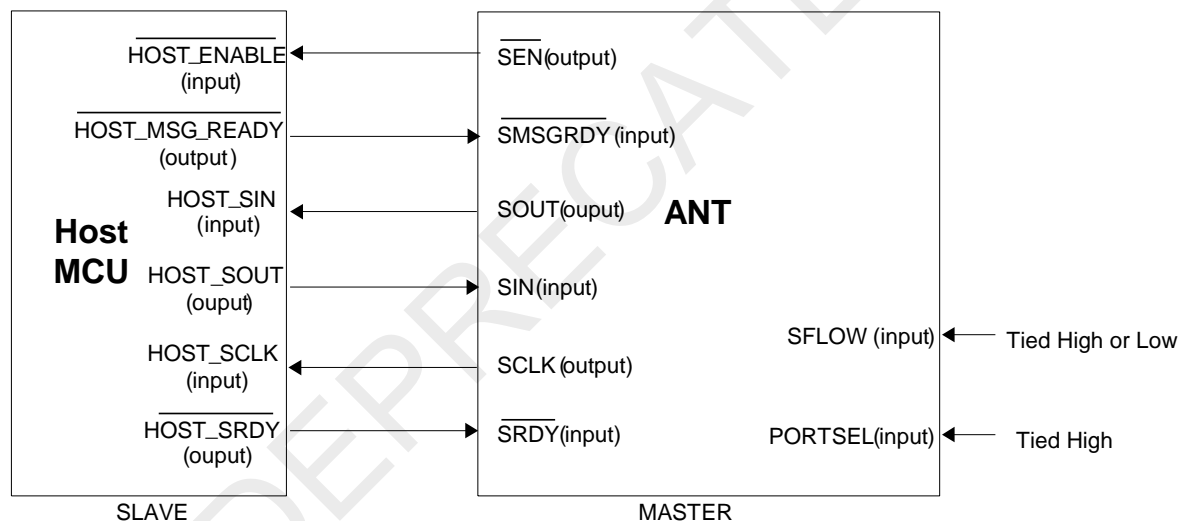 HOST_ENABLE
(input)
SEN(output)
HOST_MSG_READY
(output)
SMSGRDY (input)
HOST_SIN
(input)
SOUT(ouput)
ANT
Host
MCU
HOST_SOUT
(ouput)
SIN(input)
SFLOW (input)
Tied High or Low
HOST_SCLK
(input)
SCLK (output)
HOST_SRDY
(ouput)
SRDY(input)
PORTSEL(input)
Tied High
SLAVE
MASTER
DEPRECATE